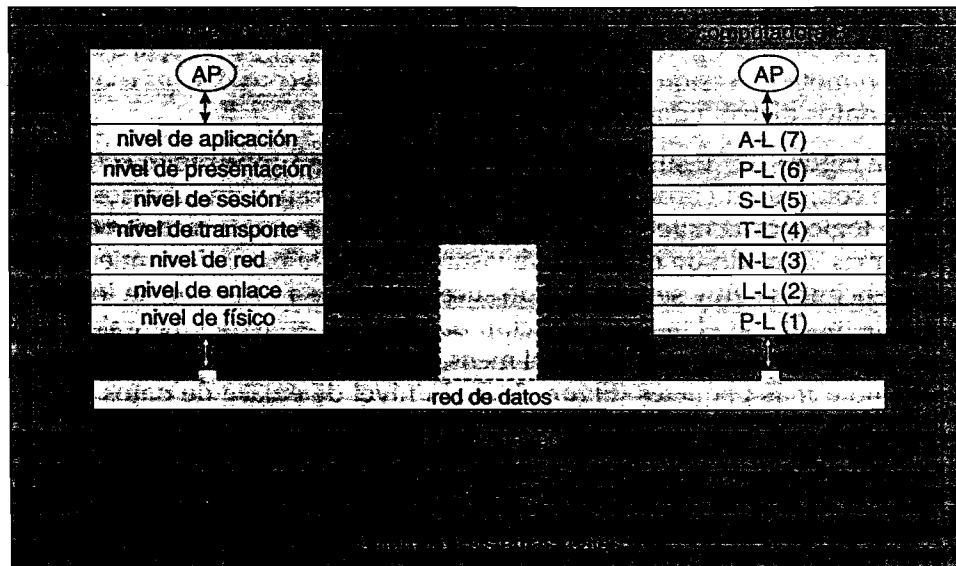 computadora
AP
nivel de aplicación
nivel de presentación
nivel de sesión
nivel de transporte
nivel de red
nivel de enlace
nivel de físico
AP
A-L (7)
P-L (6)
S-L (5)
T-L (4)
N-L (3)
L-L (2)
P-L (1)
red de datos